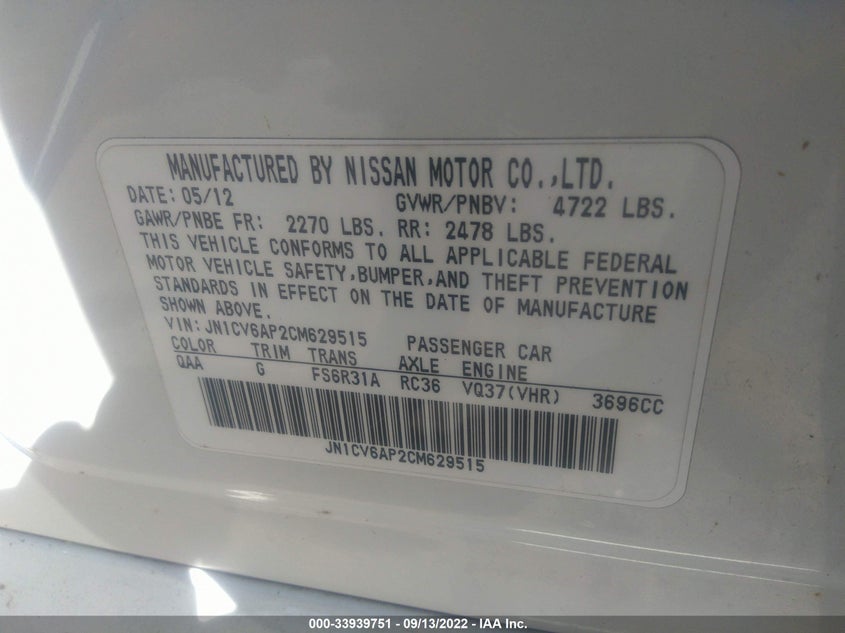 MANUFACTURED BY NISSAN MOTOR CO.,LTD.
DATE: 05/12 GVWR/PNBV: 4722 LBS.
GAWR/PNBE FR: 2270 LBS. RR: 2478 LBS.
THIS VEHICLE CONFORMS TO ALL APPLICABLE FEDERAL
MOTOR VEHICLE SAFETY,BUMPER,AND THEFT PREVENTION
STANDARDS IN EFFECT ON THE DATE OF MANUFACTURE
SHOWN ABOVE.
VIN: JN1CV6AP2CM629515 PASSENGER CAR
COLOR TRIM TRANS AXLE ENGINE
QAA G FS6R31A RC36 VQ37(VHR) 3696CC
JN1CV6AP2CM629515
000-33939751 — 09/13/2022 - IAA Inc.